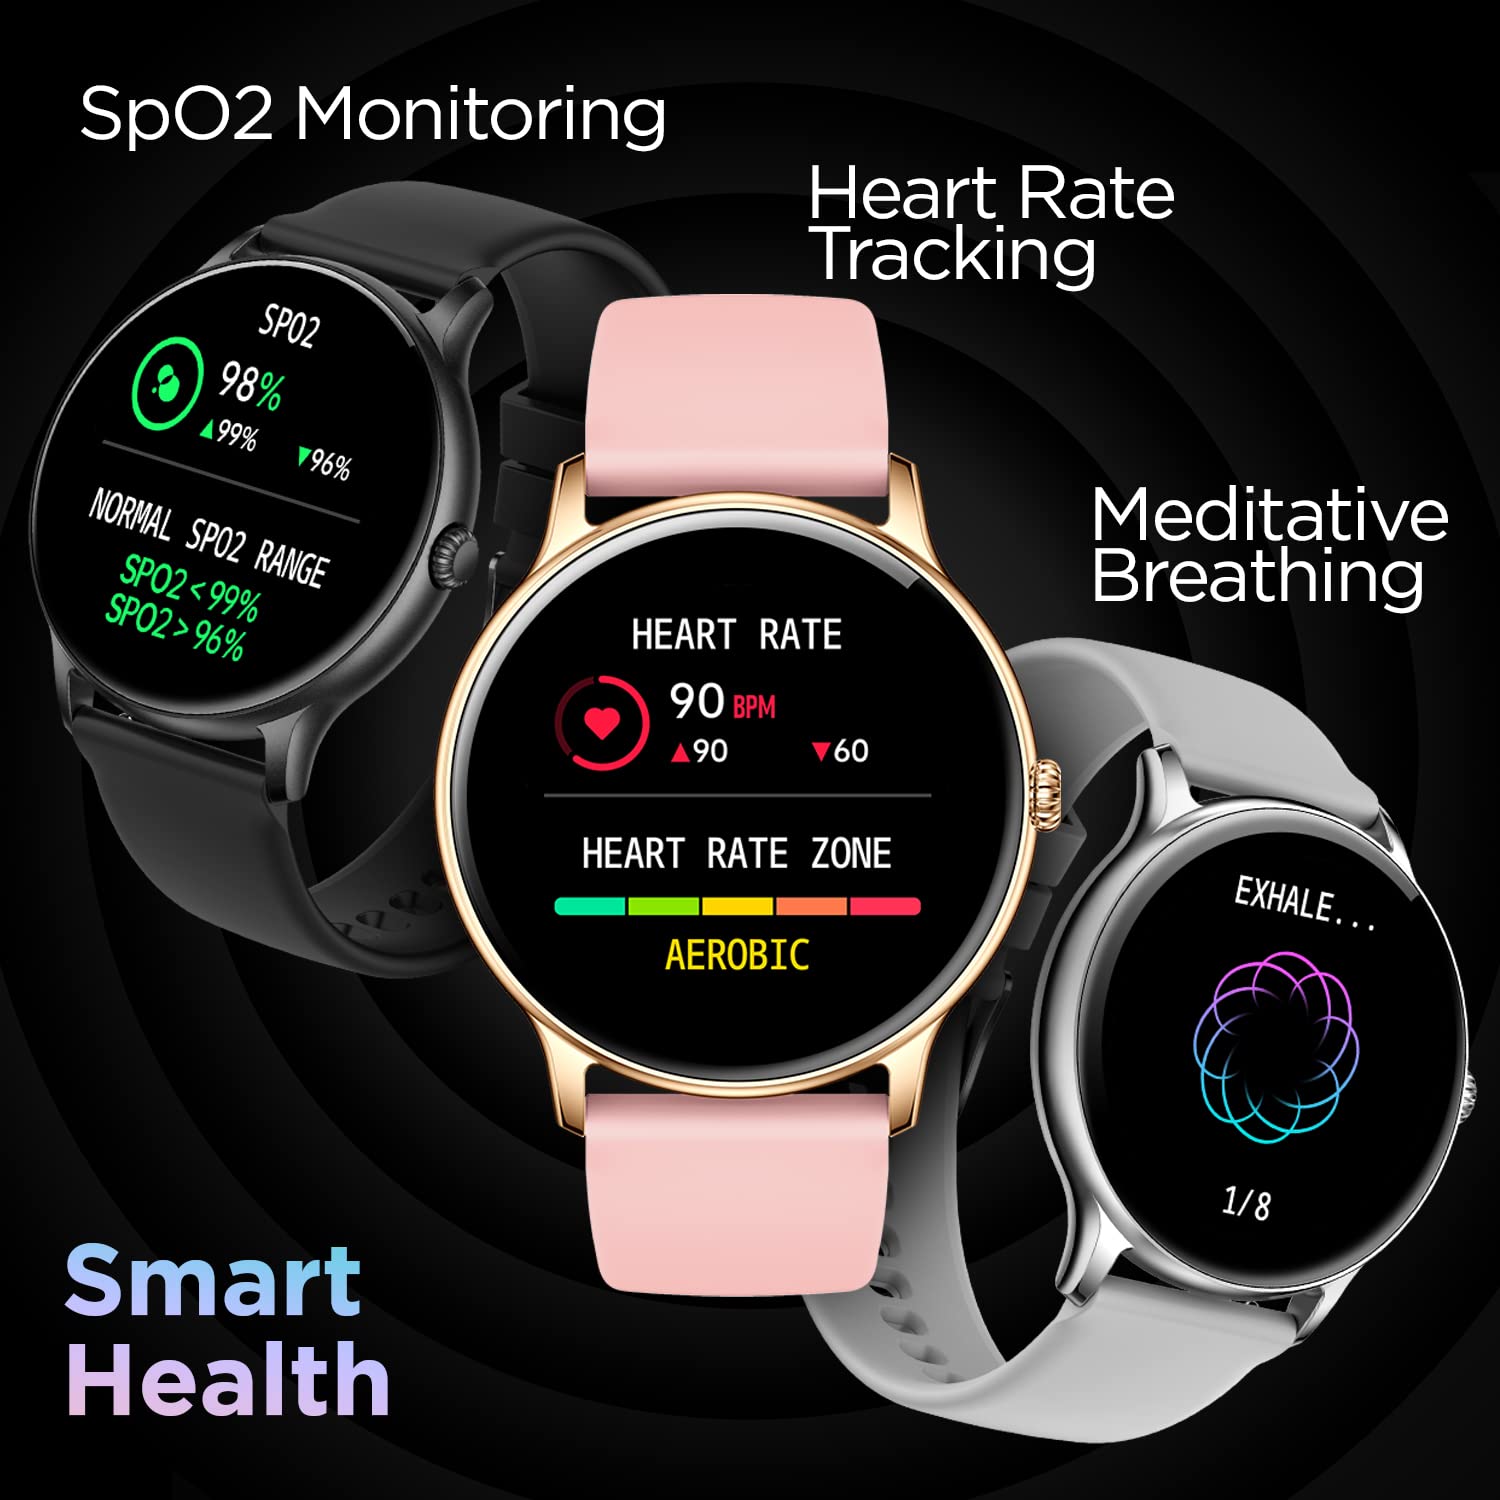 SpO2 Monitoring
Heart Rate
Tracking
Meditative
Breathing
SPO2
98%
▲99% ▼96%
NORMAL SPO2 RANGE
SPO2<99%
SPO2>96%
HEART RATE
90 BPM
▲90 ▼60
HEART RATE ZONE
AEROBIC
EXHALE...
1/8
Smart
Health